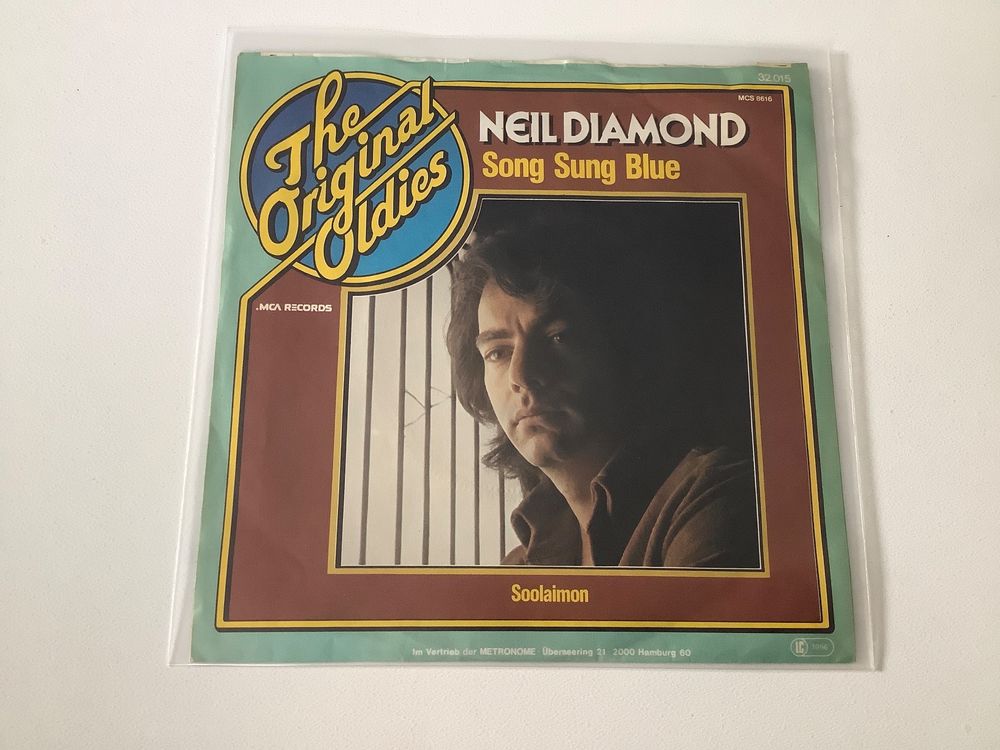 The
Original
Oldies
32.015
MCS 8616
NEIL DIAMOND
Song Sung Blue
MCA RECORDS
Soolaimon
Im Vertrieb der METRONOME Überseering 21 2000 Hamburg 60
LC